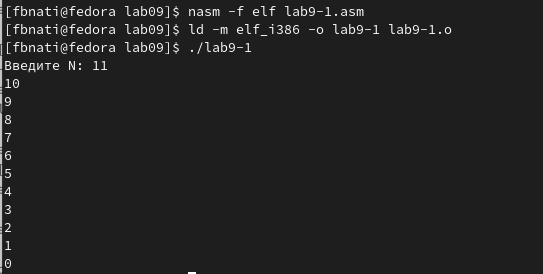 [fbnati@fedora lab09]$ nasm -f elf lab9-1.asm
[fbnati@fedora lab09]$ ld -m elf_i386 -o lab9-1 lab9-1.o
[fbnati@fedora lab09]$ ./lab9-1
Введите N: 11
10
9
8
7
6
5
4
3
2
1
0